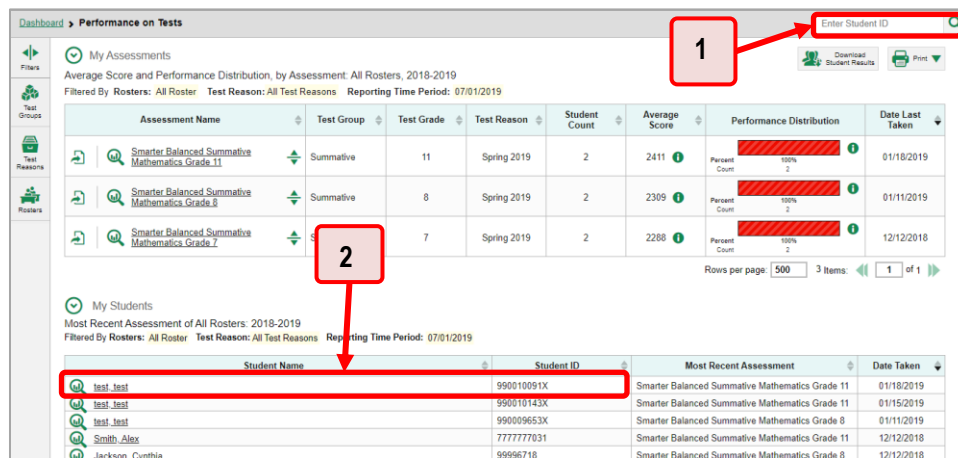 Dashboard > Performance on Tests
Enter Student ID
1
Filters
Test Groups
Test Reasons
Rosters
My Assessments
Download Student Results
Print
Average Score and Performance Distribution, by Assessment: All Rosters, 2018-2019
Filtered By Rosters: All Roster Test Reason: All Test Reasons Reporting Time Period: 07/01/2019
Assessment Name Test Group Test Grade Test Reason Student Count Average Score Performance Distribution Date Last Taken
Smarter Balanced Summative Mathematics Grade 11 Summative 11 Spring 2019 2 2411 Percent 100% Count 2 01/18/2019
Smarter Balanced Summative Mathematics Grade 8 Summative 8 Spring 2019 2 2309 Percent 100% Count 2 01/11/2019
Smarter Balanced Summative Mathematics Grade 7 S 7 Spring 2019 2 2288 Percent 100% Count 2 12/12/2018
2
Rows per page: 500 3 Items: 1 of 1
My Students
Most Recent Assessment of All Rosters: 2018-2019
Filtered By Rosters: All Roster Test Reason: All Test Reasons Reporting Time Period: 07/01/2019
Student Name Student ID Most Recent Assessment Date Taken
test, test 990010091X Smarter Balanced Summative Mathematics Grade 11 01/18/2019
test, test 990010143X Smarter Balanced Summative Mathematics Grade 11 01/15/2019
test, test 990009653X Smarter Balanced Summative Mathematics Grade 8 01/11/2019
Smith, Alex 7777777031 Smarter Balanced Summative Mathematics Grade 11 12/12/2018
Jackson, Cynthia 99996718 Smarter Balanced Summative Mathematics Grade 8 12/12/2018